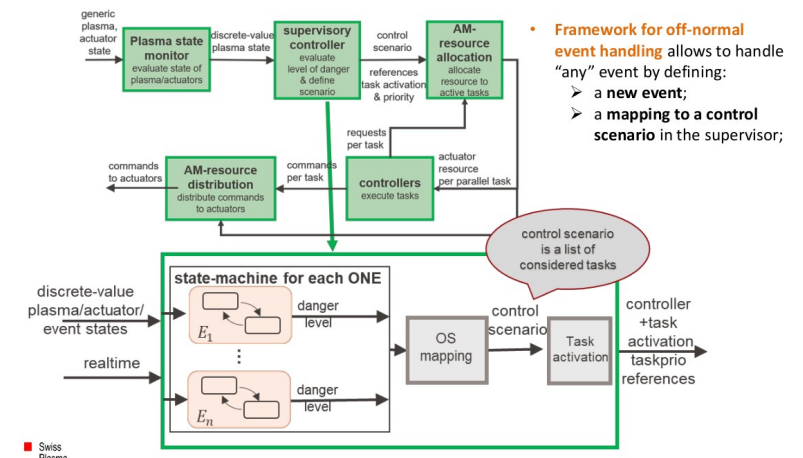 generic
plasma,
actuator
state
Plasma state
monitor
evaluate state of
plasma/actuators
discrete-value
plasma state
supervisory
controller
evaluate
level of danger
& define
scenario
control
scenario
references
task activation
& priority
AM-
resource
allocation
allocate
resource to
active tasks
• Framework for off-normal
event handling allows to handle
“any” event by defining:
➢ a new event;
➢ a mapping to a control
scenario in the supervisor;
requests
per task
commands
to actuators
AM-resource
distribution
distribute commands
to actuators
commands
per task
controllers
execute tasks
actuator
resource
per parallel task
control scenario
is a list of
considered tasks
state-machine for each ONE
discrete-value
plasma/actuator/
event states
realtime
E1
danger
level
⋮
En
danger
level
OS
mapping
control
scenario
Task
activation
controller
+task
activation
taskprio
references
Swiss
Plasma